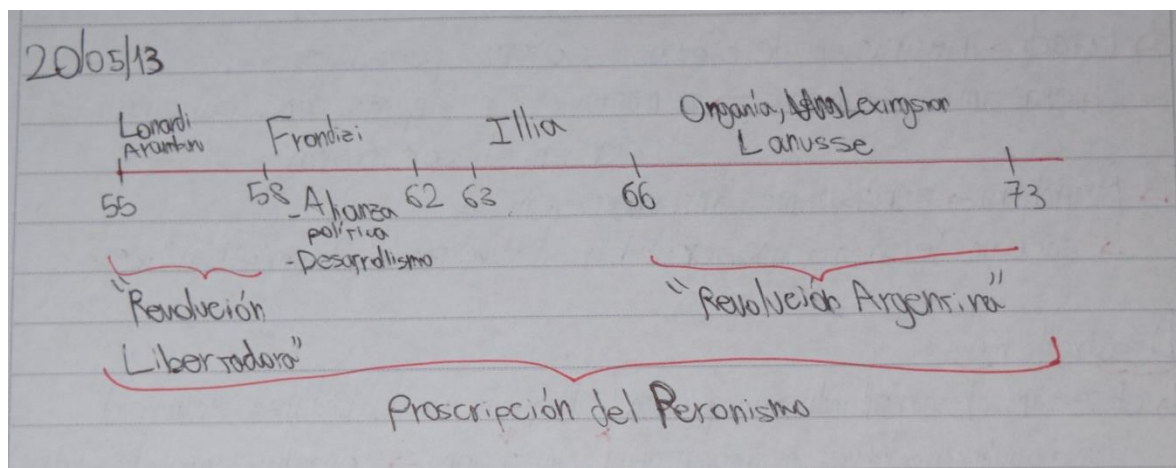 20/05/13
Lonardi
Aramburu
Frondizi
Illia
Onganía, Levingston
Lanusse
55
58
62
63
66
73
- Alianza
política
- Desarrollismo
"Revolución
Libertadora"
"Revolución Argentina"
Proscripción del Peronismo